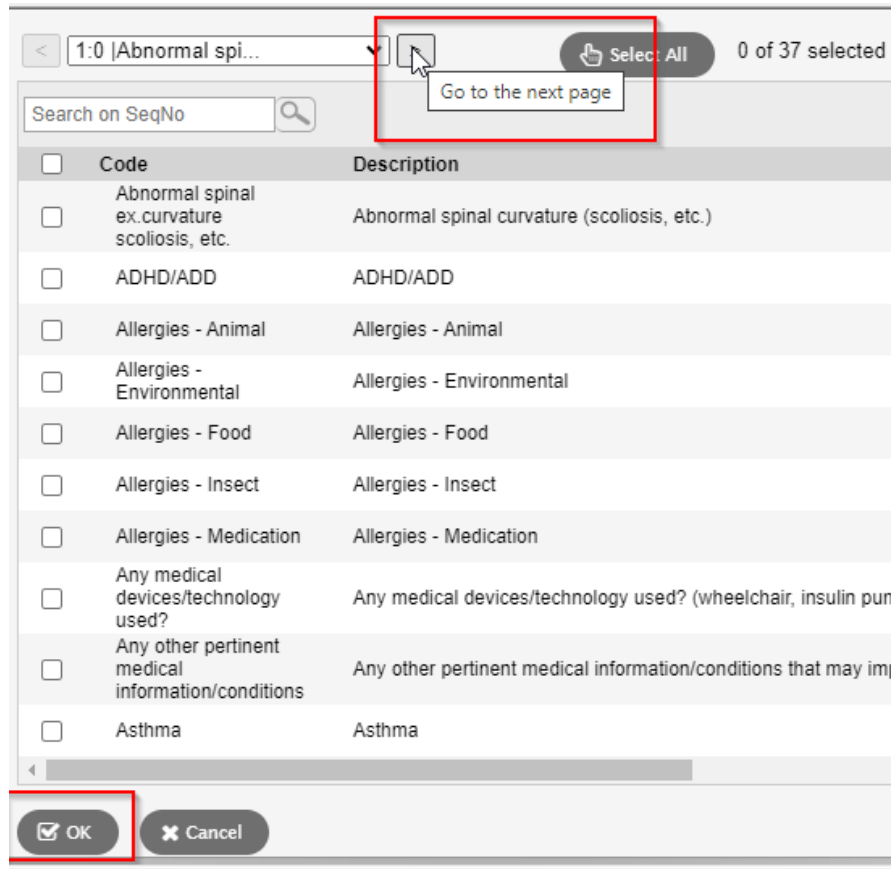 <
1:0 |Abnormal spi...
Select All
0 of 37 selected
Go to the next page
Search on SeqNo
Code
Description
Abnormal spinal
ex.curvature
scoliosis, etc.
Abnormal spinal curvature (scoliosis, etc.)
ADHD/ADD
ADHD/ADD
Allergies - Animal
Allergies - Animal
Allergies -
Environmental
Allergies - Environmental
Allergies - Food
Allergies - Food
Allergies - Insect
Allergies - Insect
Allergies - Medication
Allergies - Medication
Any medical
devices/technology
used?
Any medical devices/technology used? (wheelchair, insulin
Any other pertinent
medical
information/conditions
Any other pertinent medical information/conditions that may
Asthma
Asthma
OK
Cancel